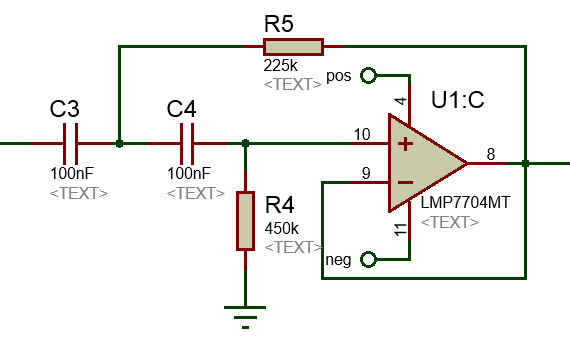 R5
225k
<TEXT>
pos
4
U1:C
C3
100nF
<TEXT>
C4
100nF
<TEXT>
10
9
8
R4
450k
<TEXT>
LMP7704MT
<TEXT>
11
neg